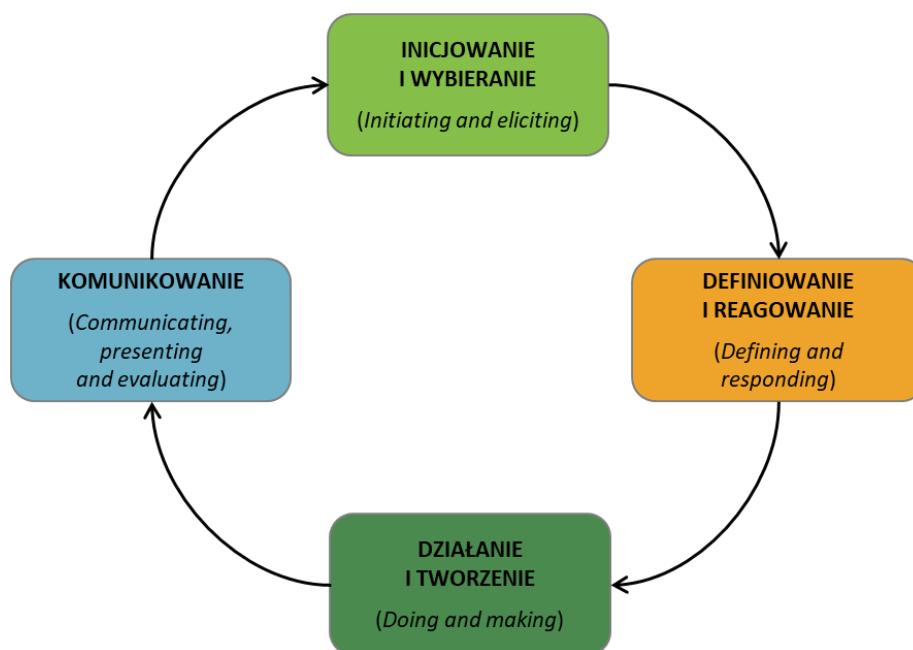 INICJOWANIE
I WYBIERANIE
(Initiating and eliciting)
KOMUNIKOWANIE
(Communicating,
presenting
and evaluating)
DEFINIOWANIE
I REAGOWANIE
(Defining and
responding)
DZIAŁANIE
I TWORZENIE
(Doing and making)